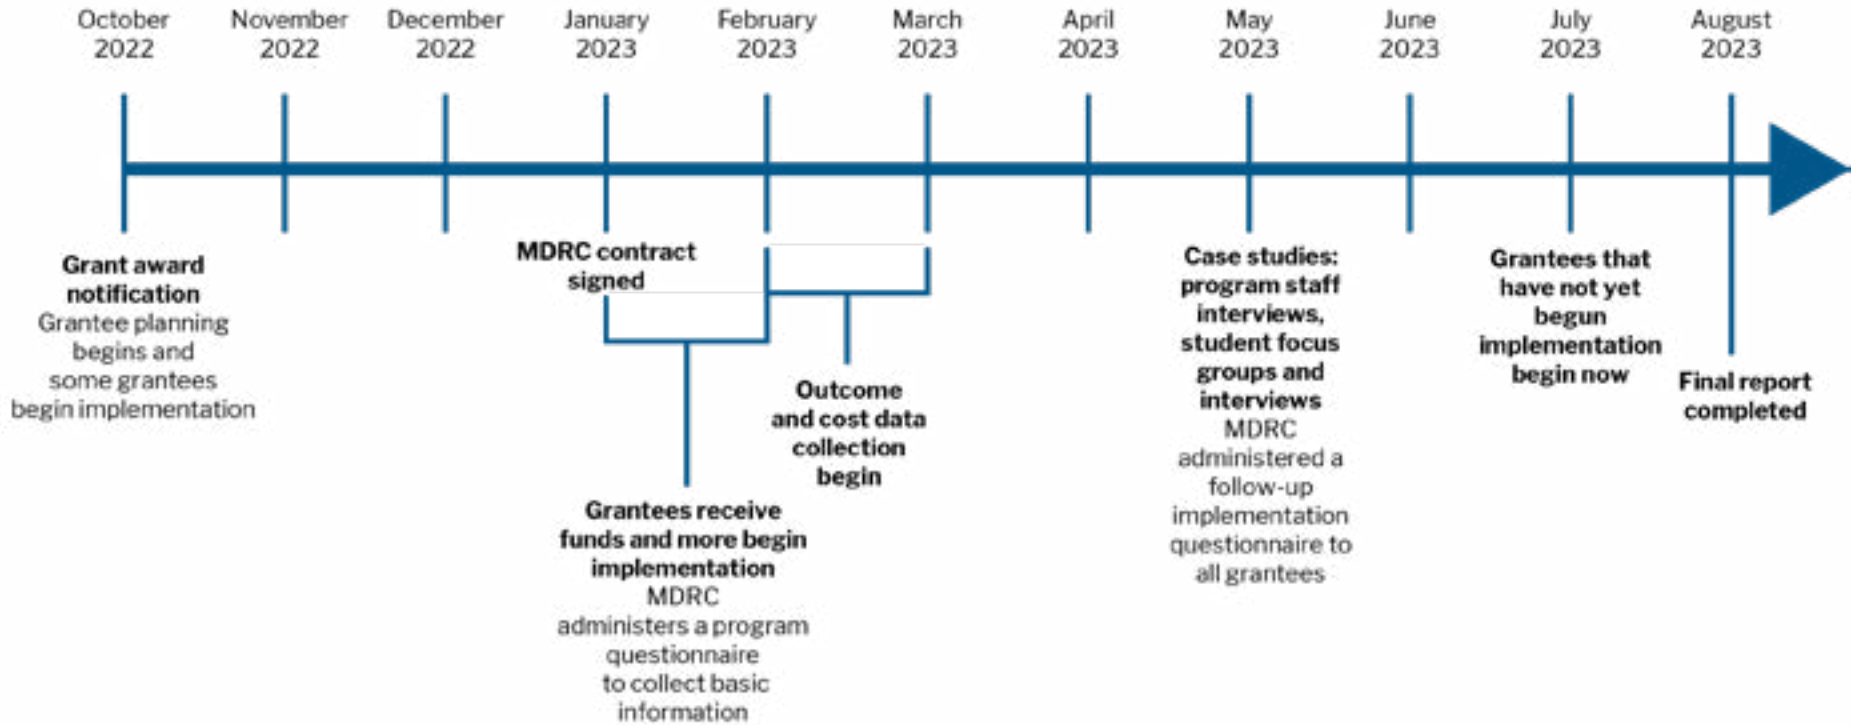 October
2022
November
2022
December
2022
January
2023
February
2023
March
2023
April
2023
May
2023
June
2023
July
2023
August
2023
Grant award
notification
Grantee planning
begins and
some grantees
begin implementation
MDRC contract
signed
Grantees receive
funds and more begin
implementation
MDRC
administers a program
questionnaire
to collect basic
information
Outcome
and cost data
collection
begin
Case studies:
program staff
interviews,
student focus
groups and
interviews
MDRC
administered a
follow-up
implementation
questionnaire to
all grantees
Grantees that
have not yet
begun
implementation
begin now
Final report
completed